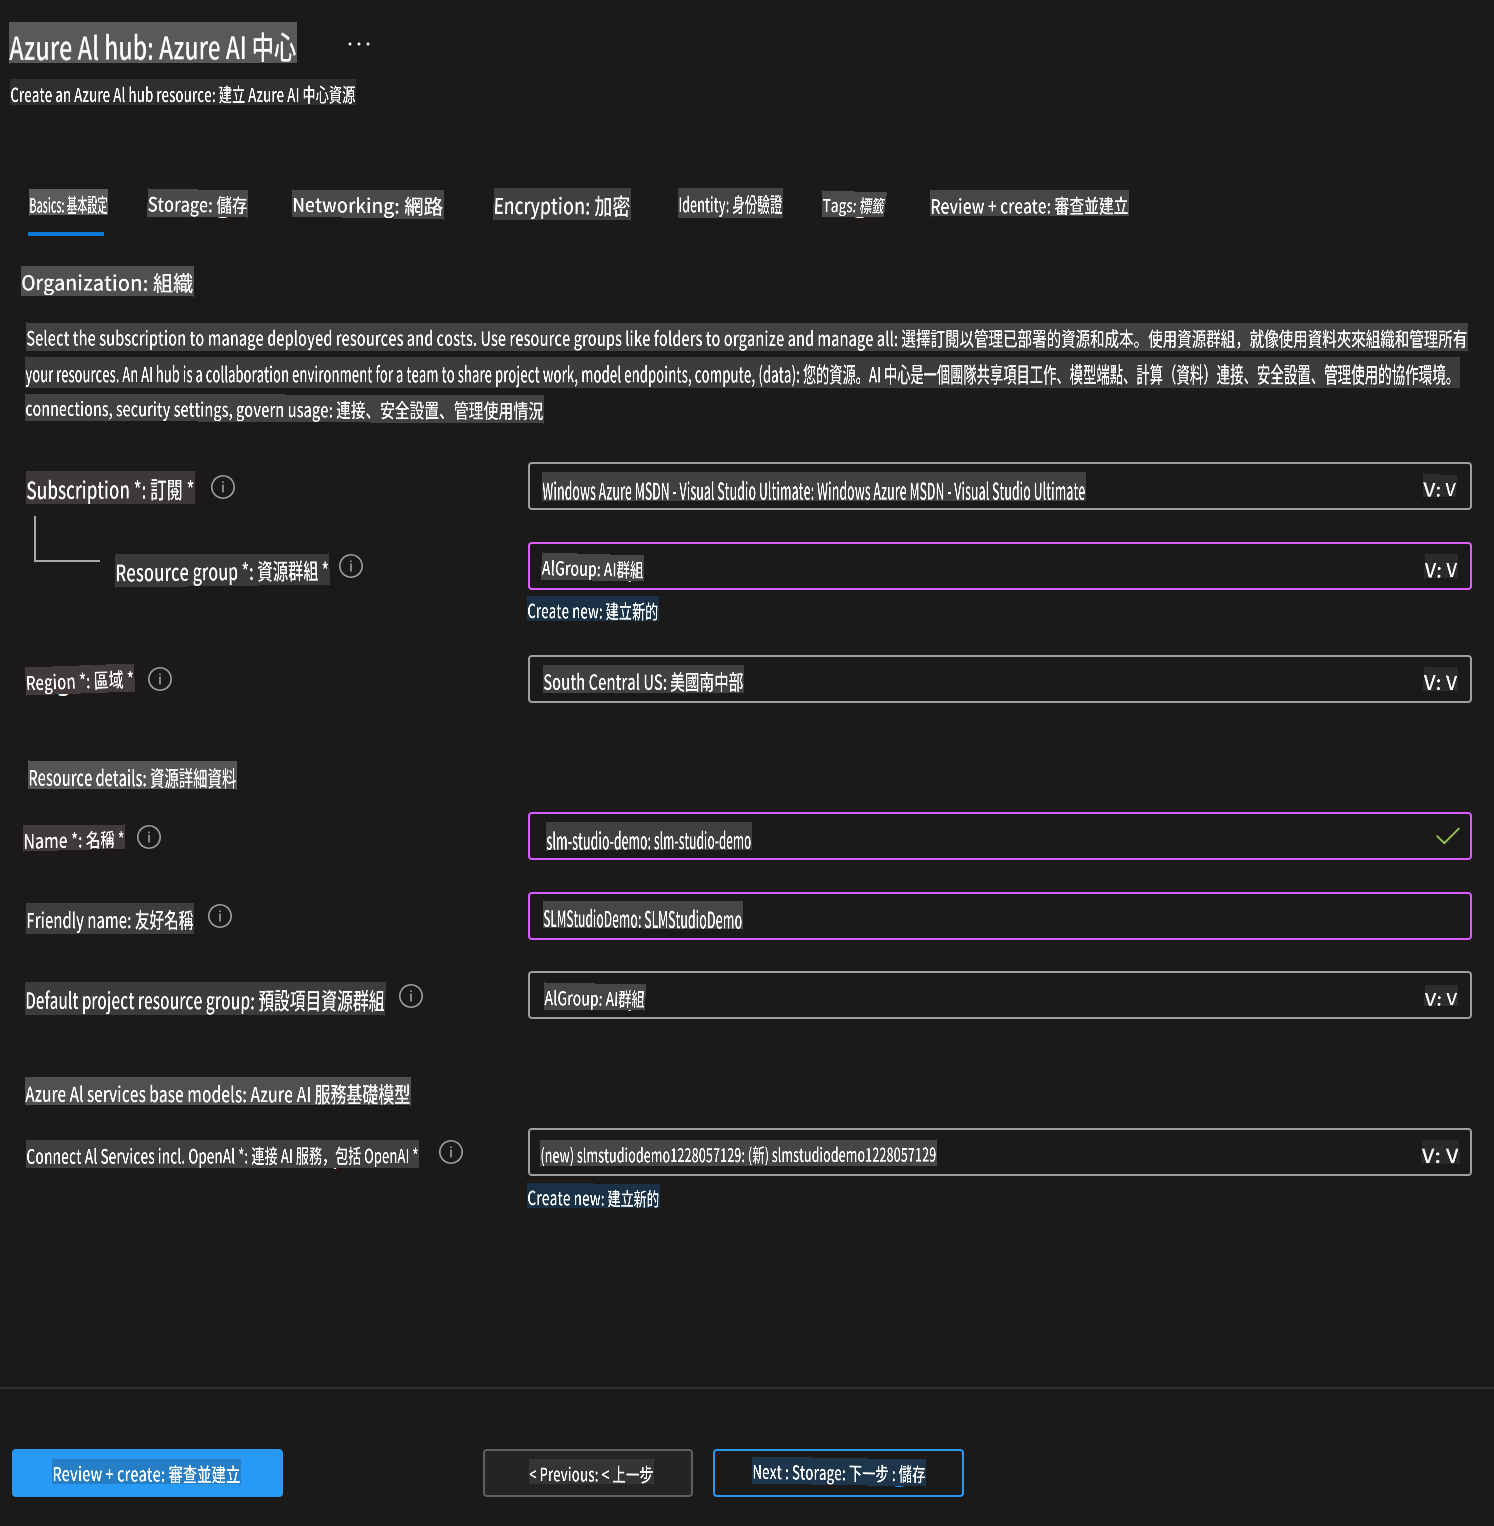 Azure Al hub: Azure AI 中心 ...
Create an Azure Al hub resource: 建立 Azure AI 中心資源
Basics: 基本設定 Storage: 儲存 Networking: 網路 Encryption: 加密 Identity: 身份驗證 Tags: 標籤 Review + create: 審查並建立
Organization: 組織
Select the subscription to manage deployed resources and costs. Use resource groups like folders to organize and manage all: 選擇訂閱以管理已部署的資源和成本。使用資源群組，就像使用資料夾來組織和管理所有
your resources. An AI hub is a collaboration environment for a team to share project work, model endpoints, compute, (data): 您的資源。AI 中心是一個團隊共享項目工作、模型端點、計算（資料）連接、安全設置、管理使用的協作環境。
connections, security settings, govern usage: 連接、安全設置、管理使用情況
Subscription *: 訂閱 * Windows Azure MSDN - Visual Studio Ultimate: Windows Azure MSDN - Visual Studio Ultimate V: V
Resource group *: 資源群組 * AlGroup: AI群組 V: V
Create new: 建立新的
Region *: 區域 * South Central US: 美國南中部 V: V
Resource details: 資源詳細資料
Name *: 名稱 * slm-studio-demo: slm-studio-demo
Friendly name: 友好名稱 SLMStudioDemo: SLMStudioDemo
Default project resource group: 預設項目資源群組 AlGroup: AI群組 V: V
Azure Al services base models: Azure AI 服務基礎模型
Connect Al Services incl. OpenAl *: 連接 AI 服務，包括 OpenAI * (new) slmstudiodemo1228057129: (新) slmstudiodemo1228057129 V: V
Create new: 建立新的
Review + create: 審查並建立 < Previous: < 上一步 Next : Storage: 下一步 : 儲存